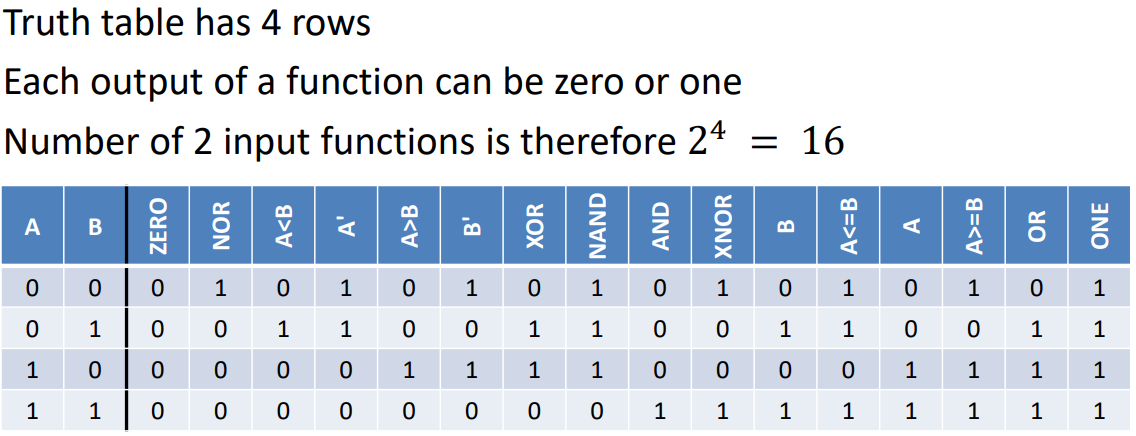 Truth table has 4 rows
Each output of a function can be zero or one
Number of 2 input functions is therefore 2⁴ = 16
A B ZERO NOR A<B A' A>B B' XOR NAND AND XNOR B A<=B A A>=B OR ONE
0 0 0 1 0 1 0 1 0 1 0 1 0 1 0 1 0 1
0 1 0 0 1 1 0 0 1 1 0 0 1 1 0 0 1 1
1 0 0 0 0 0 1 1 1 1 0 0 0 0 1 1 1 1
1 1 0 0 0 0 0 0 0 0 1 1 1 1 1 1 1 1